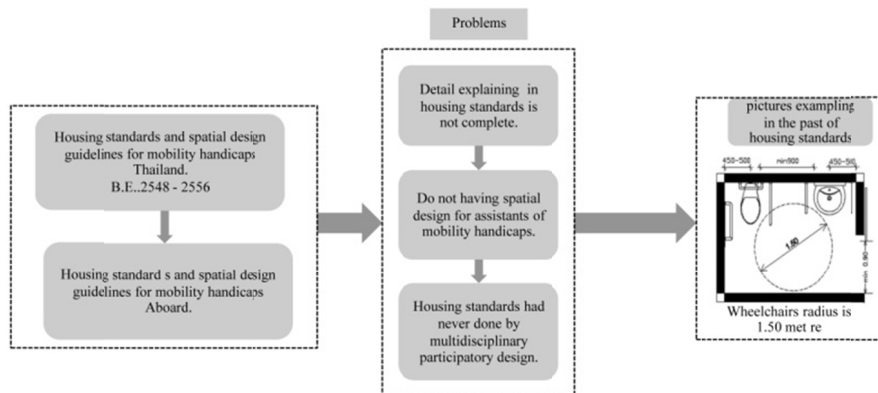 Problems
Housing standards and spatial design
guidelines for mobility handicaps
Thailand.
B.E..2548 - 2556
Housing standard s and spatial design
guidelines for mobility handicaps
Aboard.
Detail explaining in
housing standards is
not complete.
Do not having spatial
design for assistants of
mobility handicaps.
Housing standards had
never done by
multidisciplinary
participatory design.
pictures exampling
in the past of
housing standards
450-500
min900
450-500
1.50
min 0.90
Wheelchairs radius is
1.50 met re